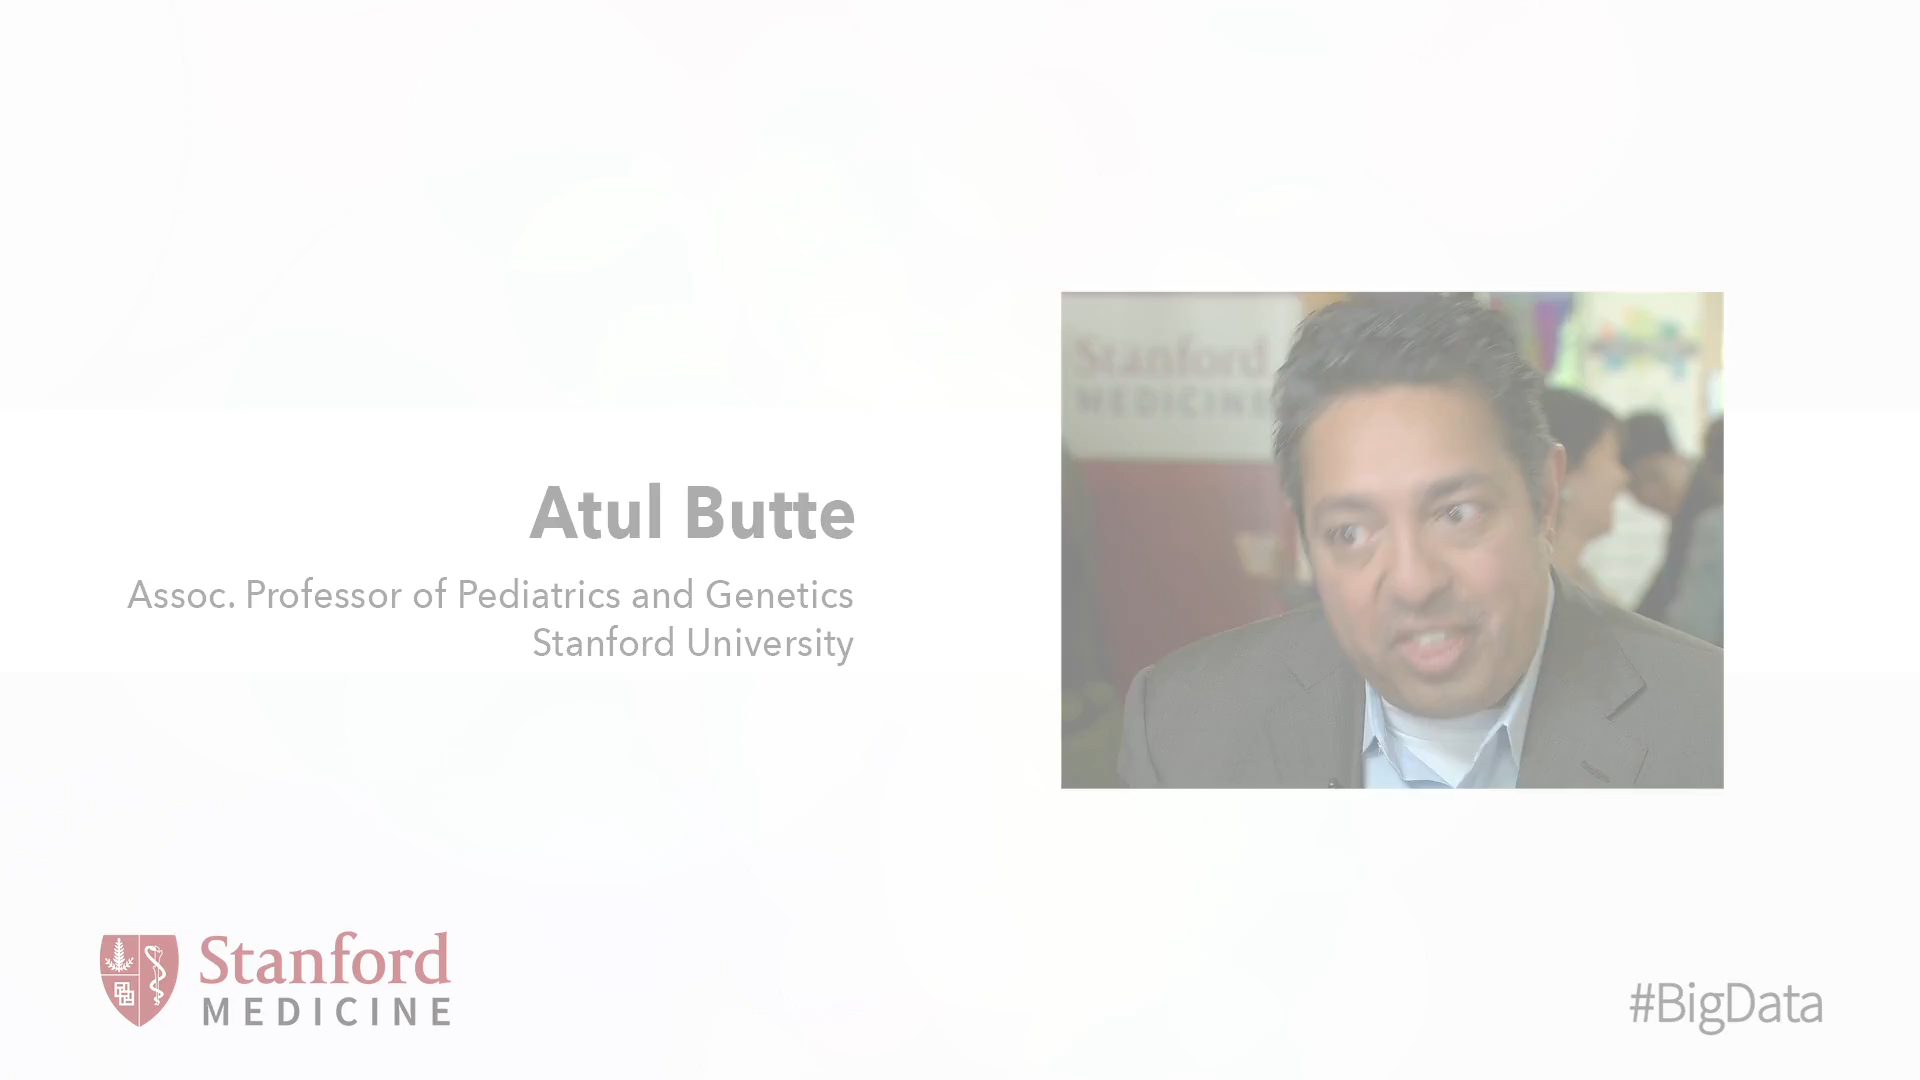 Atul Butte
Assoc. Professor of Pediatrics and Genetics
Stanford University
Stanford
MEDICINE
Stanford
MEDICINE
#BigData